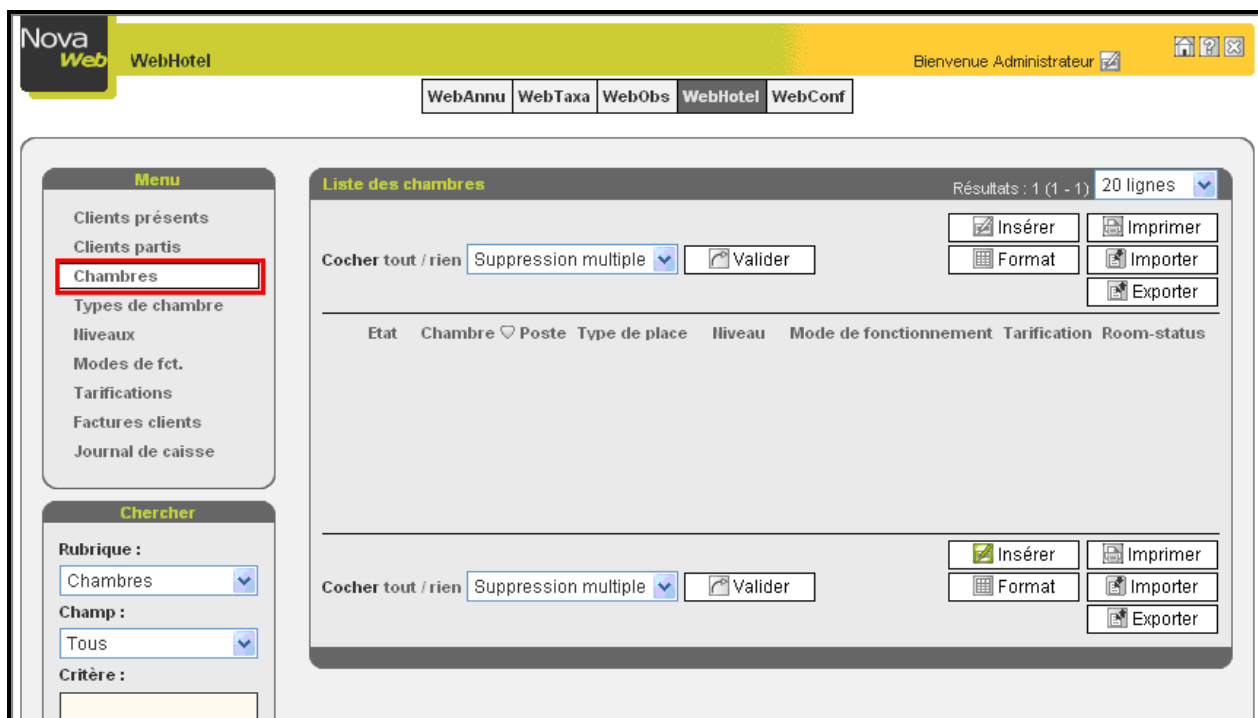 Nova
Web
WebHotel
Bienvenue Administrateur
WebAnnu WebTaxa WebObs WebHotel WebConf
Menu
Clients présents
Clients partis
Chambres
Types de chambre
Niveaux
Modes de fct.
Tarifications
Factures clients
Journal de caisse
Chercher
Rubrique :
Chambres
Champ :
Tous
Critère :
Liste des chambres
Résultats : 1 (1 - 1) 20 lignes
Insérer Imprimer
Cocher tout / rien Suppression multiple Valider Format Importer
Exporter
Etat Chambre Poste Type de place Niveau Mode de fonctionnement Tarification Room-status
Insérer Imprimer
Cocher tout / rien Suppression multiple Valider Format Importer
Exporter